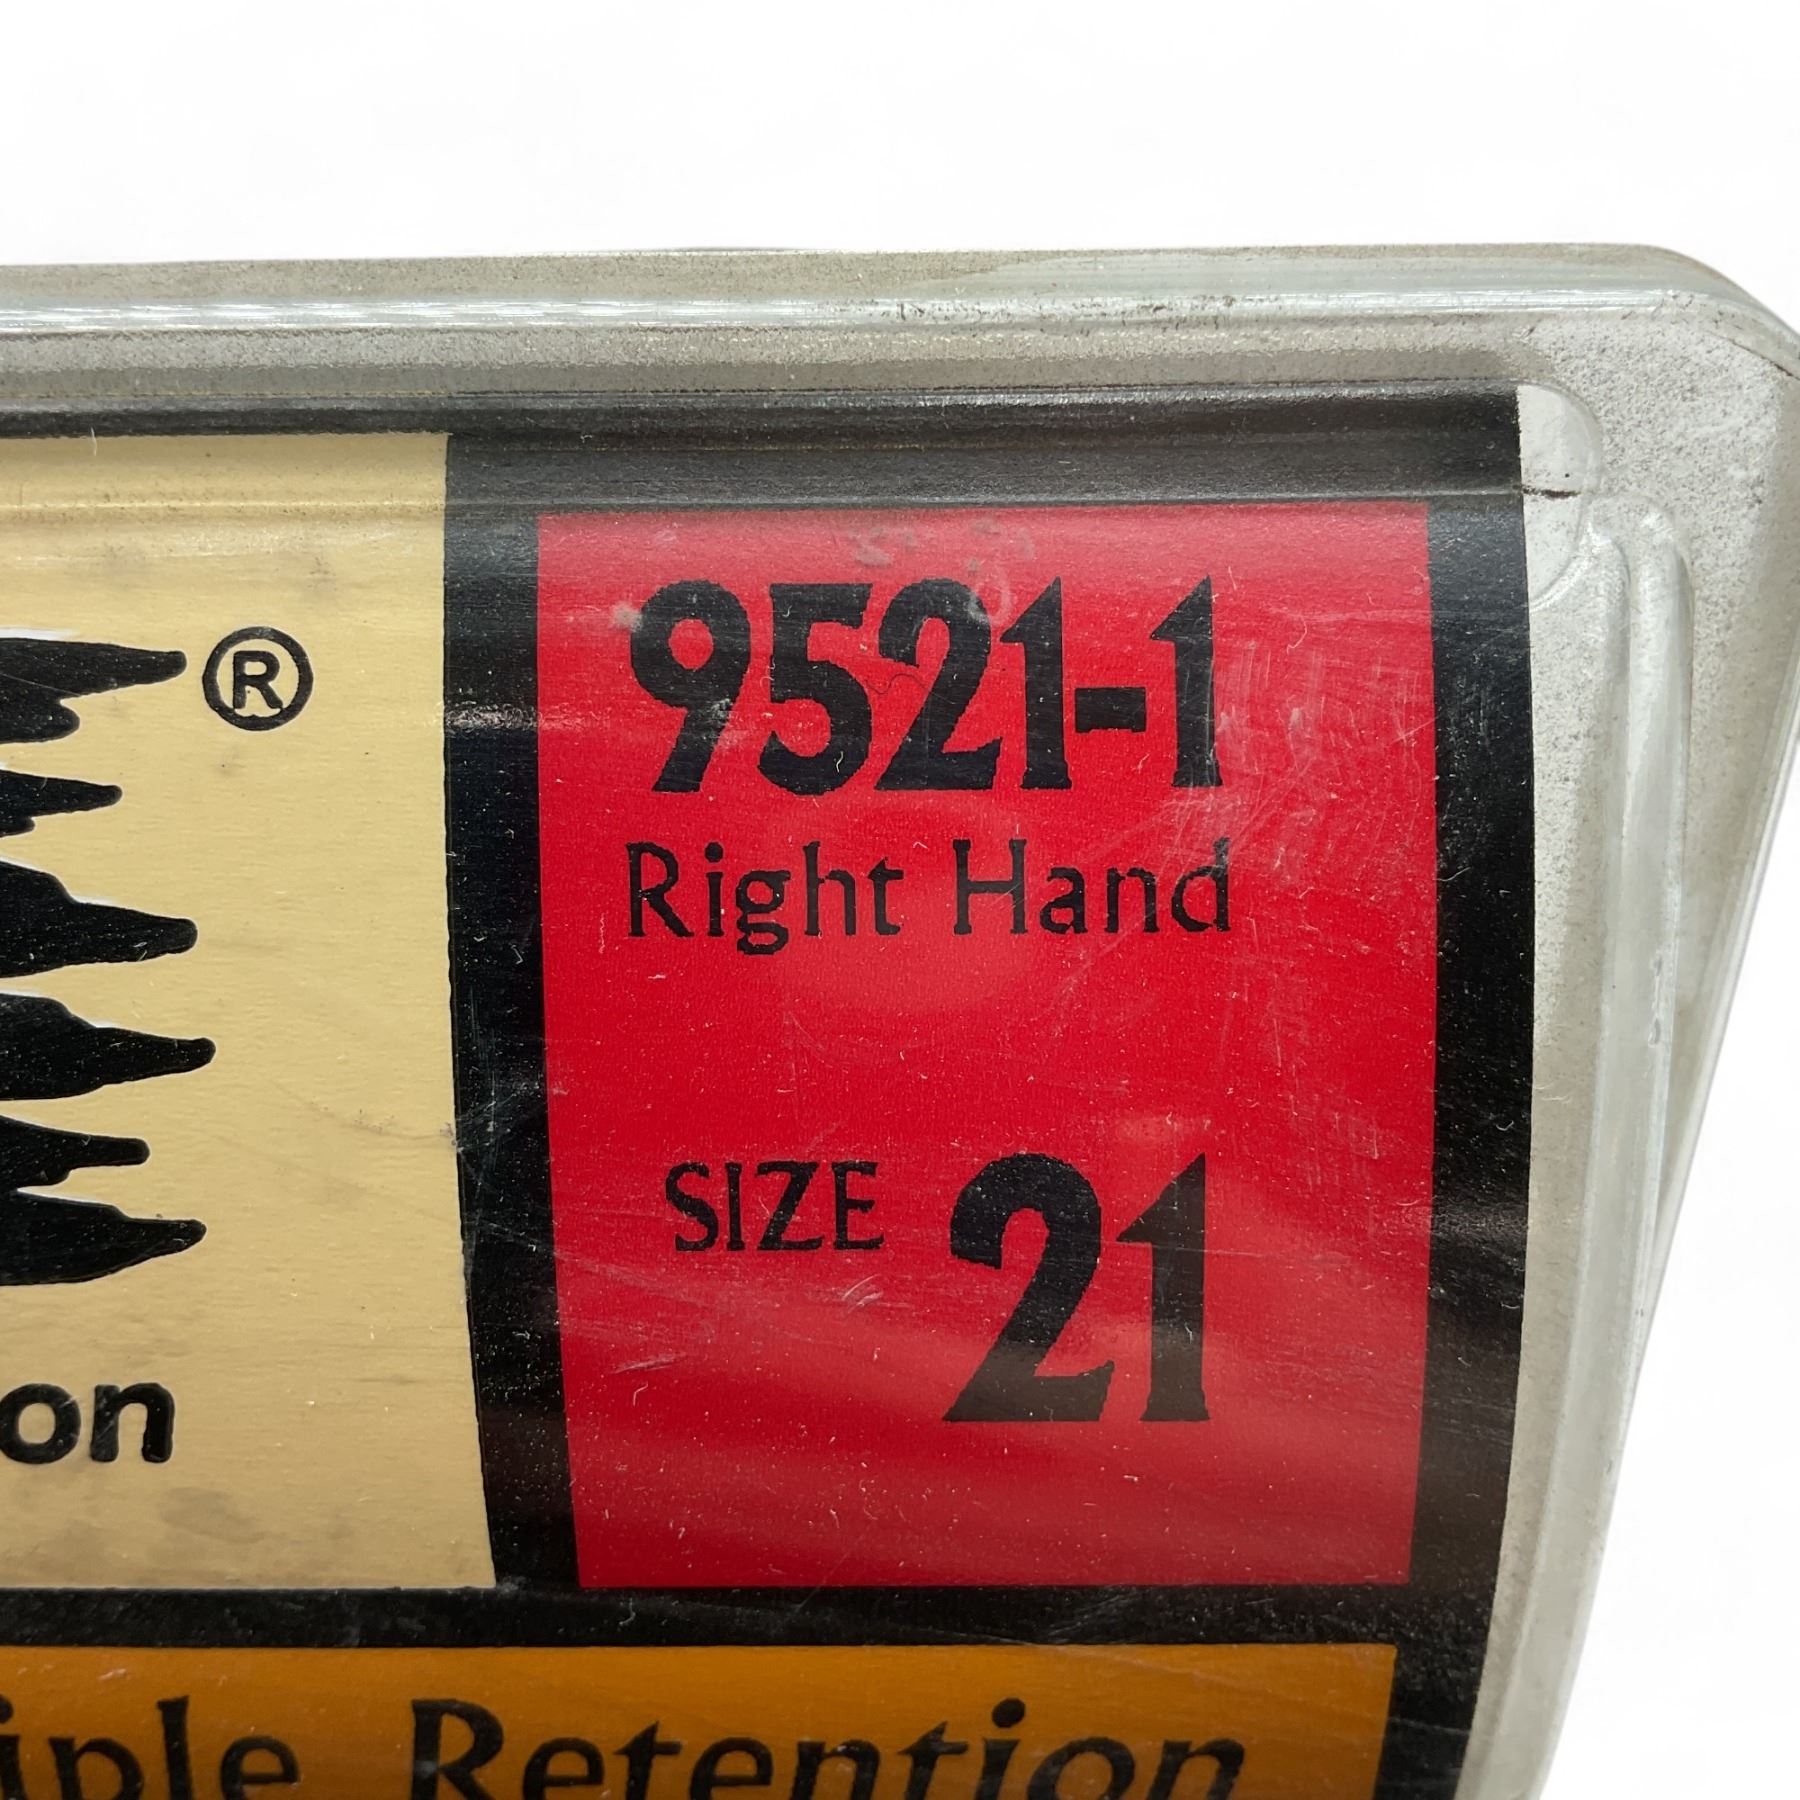 ®
9521-1
Right Hand
SIZE 21
on
iple Retention